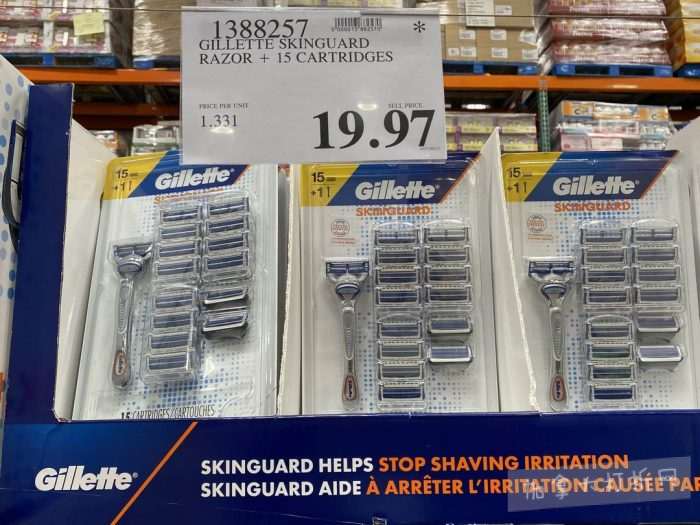 1388257 *
GILLETTE SKINGUARD
RAZOR + 15 CARTRIDGES
PRICE PER UNIT
1.331
SELL PRICE
19.97
15
+1
Gillette
SKINGUARD
15 CARTRIDGES/CARTOUCHES
15
+1
Gillette
SKINGUARD
15
+1
Gillette
SKINGUARD
Gillette
SKINGUARD HELPS STOP SHAVING IRRITATION
SKINGUARD AIDE À ARRÊTER L'IRRITATION CAUSÉE PAR